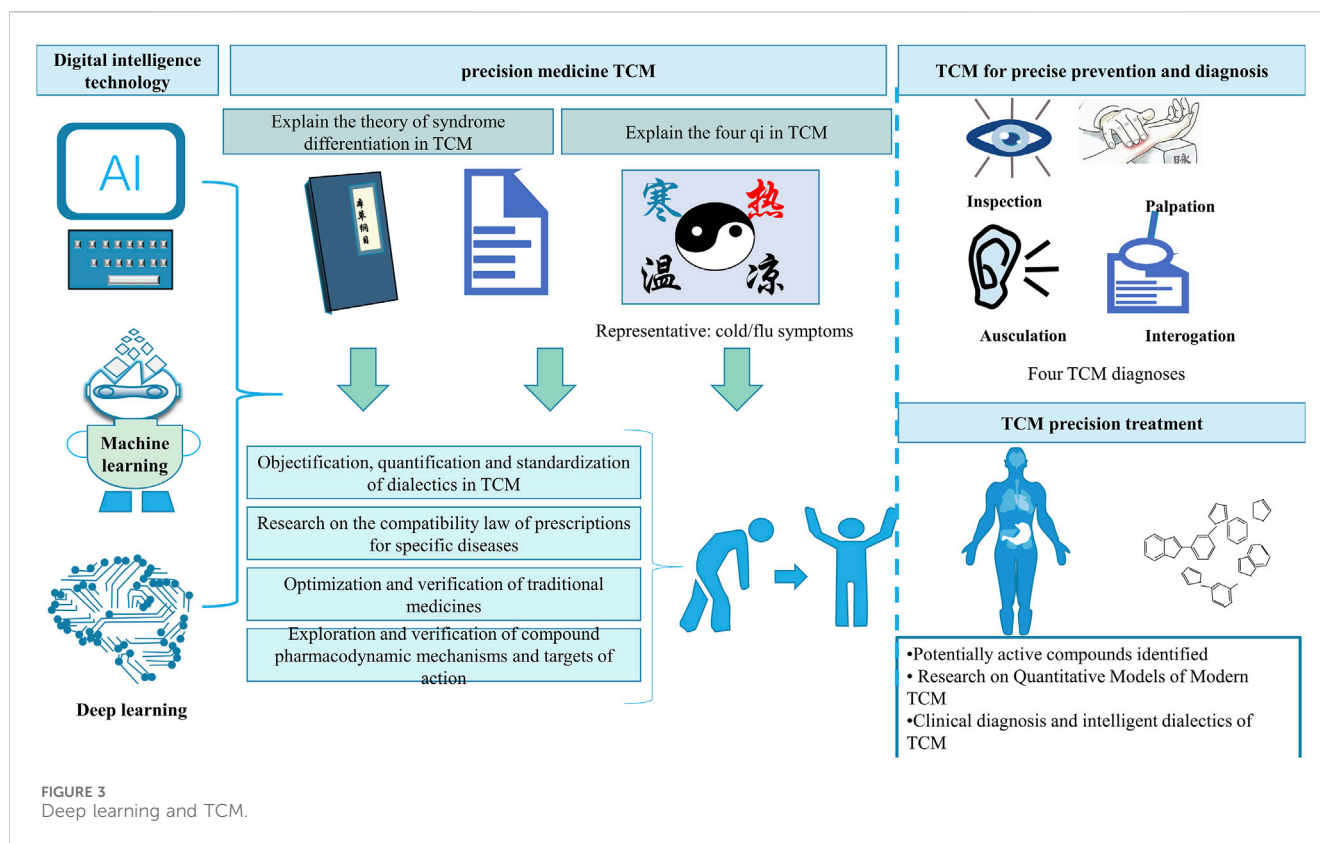 Digital intelligence
technology
precision medicine TCM
TCM for precise prevention and diagnosis
Explain the theory of syndrome
differentiation in TCM
Explain the four qi in TCM
AI
本草纲目
寒
热
温
凉
Representative: cold/flu symptoms
脉
Inspection
Palpation
Ausculation
Interogation
Four TCM diagnoses
Machine
learning
Deep learning
Objectification, quantification and standardization
of dialectics in TCM
Research on the compatibility law of prescriptions
for specific diseases
Optimization and verification of traditional
medicines
Exploration and verification of compound
pharmacodynamic mechanisms and targets of
action
TCM precision treatment
•Potentially active compounds identified
• Research on Quantitative Models of Modern
TCM
•Clinical diagnosis and intelligent dialectics of
TCM
FIGURE 3
Deep learning and TCM.